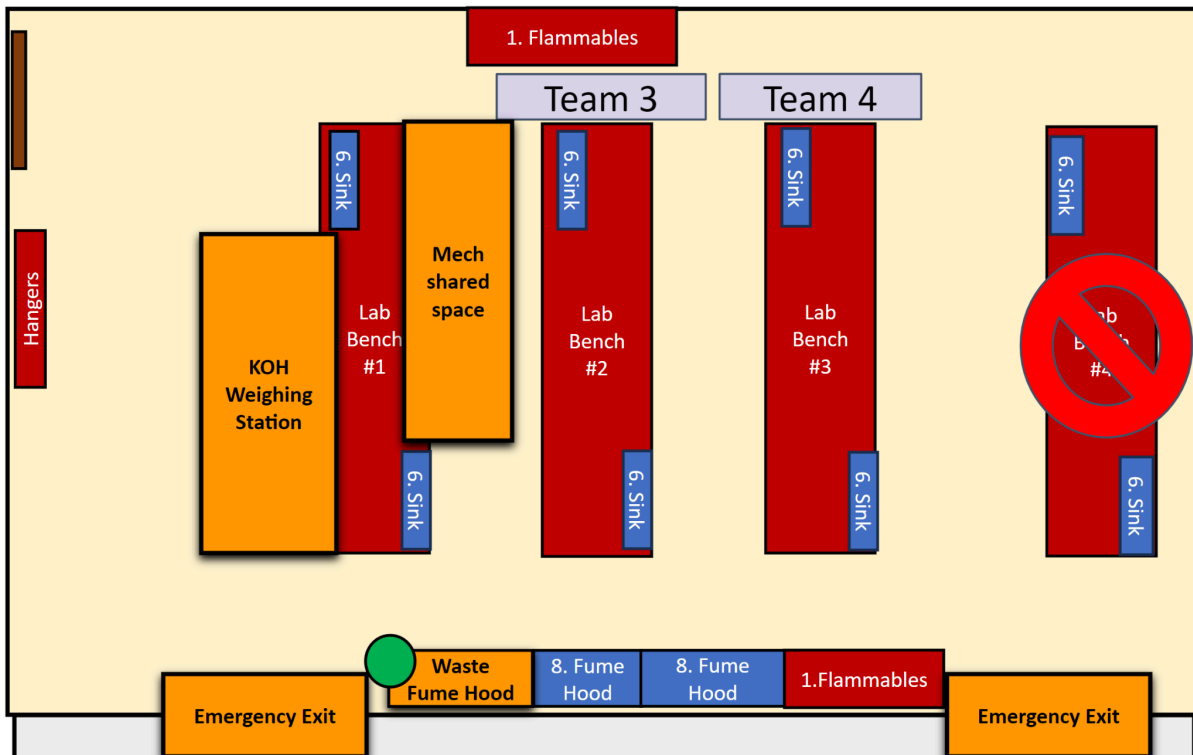 1. Flammables
Team 3
Team 4
6. Sink
6. Sink
6. Sink
6. Sink
Hangers
Mech
shared
space
Lab
Bench
#1
Lab
Bench
#2
Lab
Bench
#3
Lab
#4
KOH
Weighing
Station
6. Sink
6. Sink
6. Sink
6. Sink
Waste
Fume Hood
8. Fume
Hood
8. Fume
Hood
1.Flammables
Emergency Exit
Emergency Exit